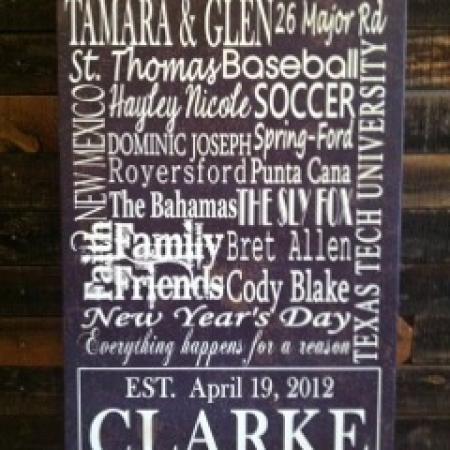 TAMARA & GLEN 26 Major Rd
St. Thomas Baseball
Hayley Nicole SOCCER
DOMINIC JOSEPH Spring-Ford
Royersford Punta Cana
The Bahamas THE SLY FOX
Family Bret Allen
Friends Cody Blake
New Year's Day
Everything happens for a reason
NEW MEXICO
Faith
TEXAS TECH UNIVERSITY
EST. April 19, 2012
CLARKE